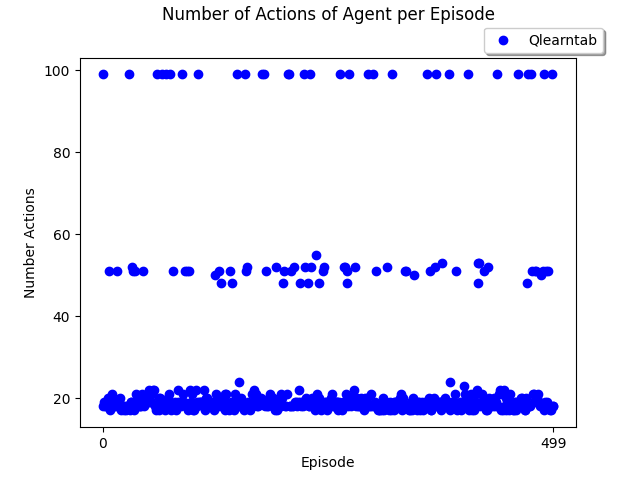 Number of Actions of Agent per Episode
Qlearntab
100
80
60
40
20
Number Actions
0
499
Episode